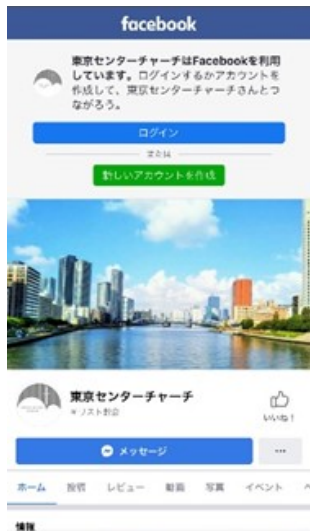 facebook
東京センターチャーチはFacebookを利用
しています。ログインするかアカウントを
作成して、東京センターチャーチさんとつ
ながろう。
ログイン
または
新しいアカウントを作成
東京センターチャーチ
キリスト教会
いいね!
メッセージ
ホーム 投稿 レビュー 動画 写真 イベント
情報